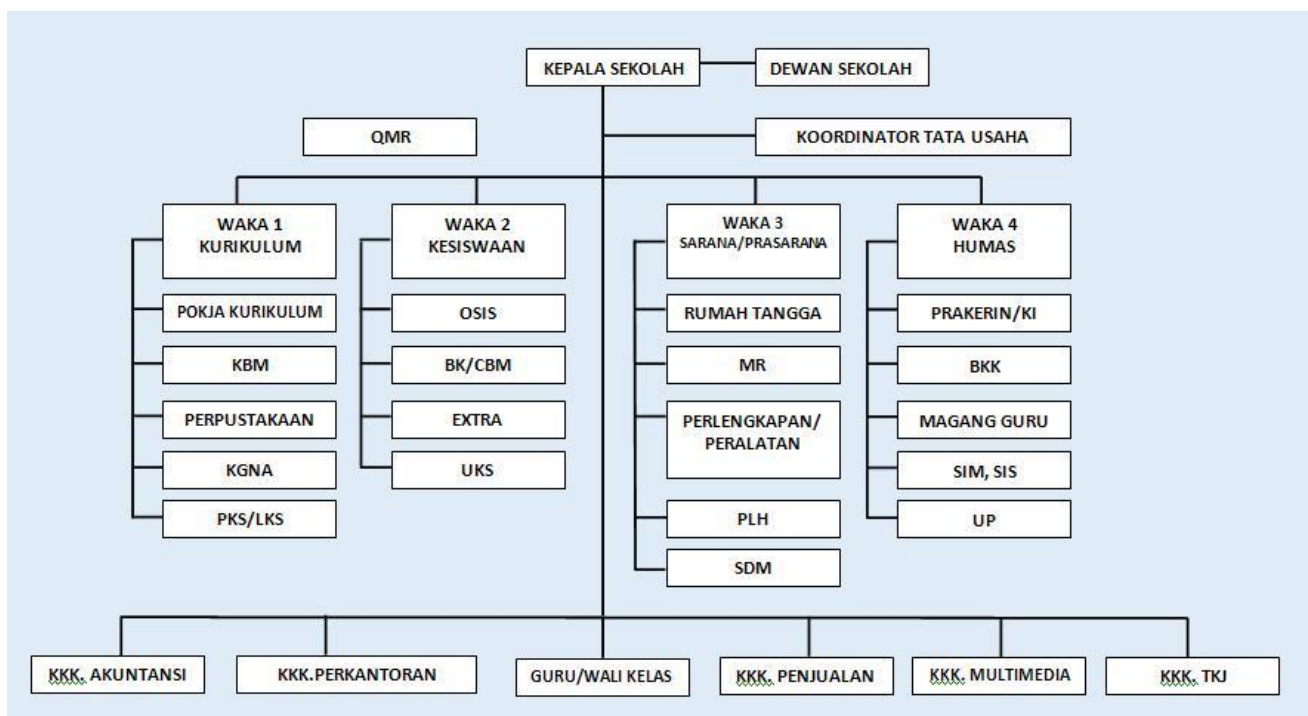 KEPALA SEKOLAH
DEWAN SEKOLAH
QMR
KOORDINATOR TATA USAHA
WAKA 1
KURIKULUM
WAKA 2
KESISWAAN
WAKA 3
SARANA/PRASARANA
WAKA 4
HUMAS
POKJA KURIKULUM
OSIS
RUMAH TANGGA
PRAKERIN/KI
KBM
BK/CBM
MR
BKK
PERPUSTAKAAN
EXTRA
PERLENGKAPAN/
PERALATAN
MAGANG GURU
KGNA
UKS
SIM, SIS
PKS/LKS
PLH
UP
SDM
KKK. AKUNTANSI
KKK.PERKANTORAN
GURU/WALI KELAS
KKK. PENJUALAN
KKK. MULTIMEDIA
KKK. TKJ